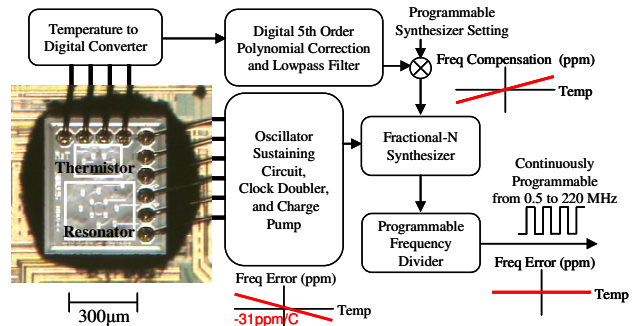 Temperature to
Digital Converter
Digital 5th Order
Polynomial Correction
and Lowpass Filter
Programmable
Synthesizer Setting
Freq Compensation (ppm)
Temp
Thermistor
Resonator
Oscillator
Sustaining
Circuit,
Clock Doubler,
and Charge
Pump
Fractional-N
Synthesizer
Continuously
Programmable
from 0.5 to 220 MHz
Programmable
Frequency
Divider
Freq Error (ppm)
Temp
Freq Error (ppm)
Temp
-31ppm/C
300μm